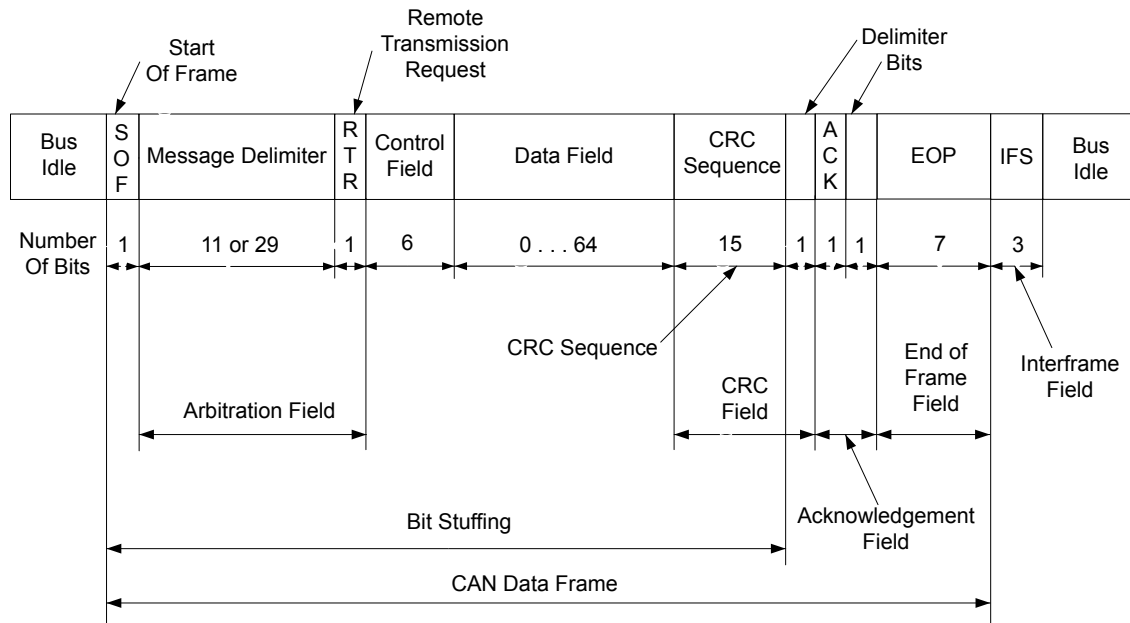 Remote
Transmission
Request
Start
Of Frame
Delimiter
Bits
Bus
Idle
S
O
F
Message Delimiter
R
T
R
Control
Field
Data Field
CRC
Sequence
A
C
K
EOP
IFS
Bus
Idle
Number
Of Bits
1
11 or 29
1
6
0 . . . 64
15
1
1
1
7
3
CRC Sequence
End of
Frame
Field
Interframe
Field
Arbitration Field
CRC
Field
Bit Stuffing
Acknowledgement
Field
CAN Data Frame